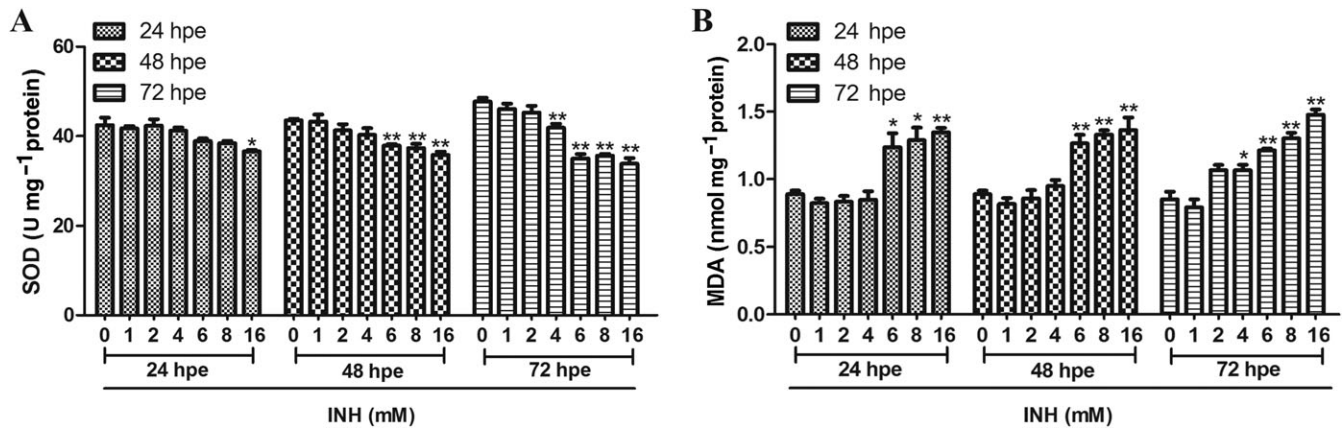 A
24 hpe
48 hpe
72 hpe
SOD (U mg⁻¹protein)
60
40
20
0
*
** ** **
** ** ** **
0 1 2 4 6 8 16 0 1 2 4 6 8 16 0 1 2 4 6 8 16
24 hpe 48 hpe 72 hpe
INH (mM)
B
24 hpe
48 hpe
72 hpe
MDA (nmol mg⁻¹protein)
2.0
1.5
1.0
0.5
0.0
* * **
** ** **
* ** ** **
0 1 2 4 6 8 16 0 1 2 4 6 8 16 0 1 2 4 6 8 16
24 hpe 48 hpe 72 hpe
INH (mM)